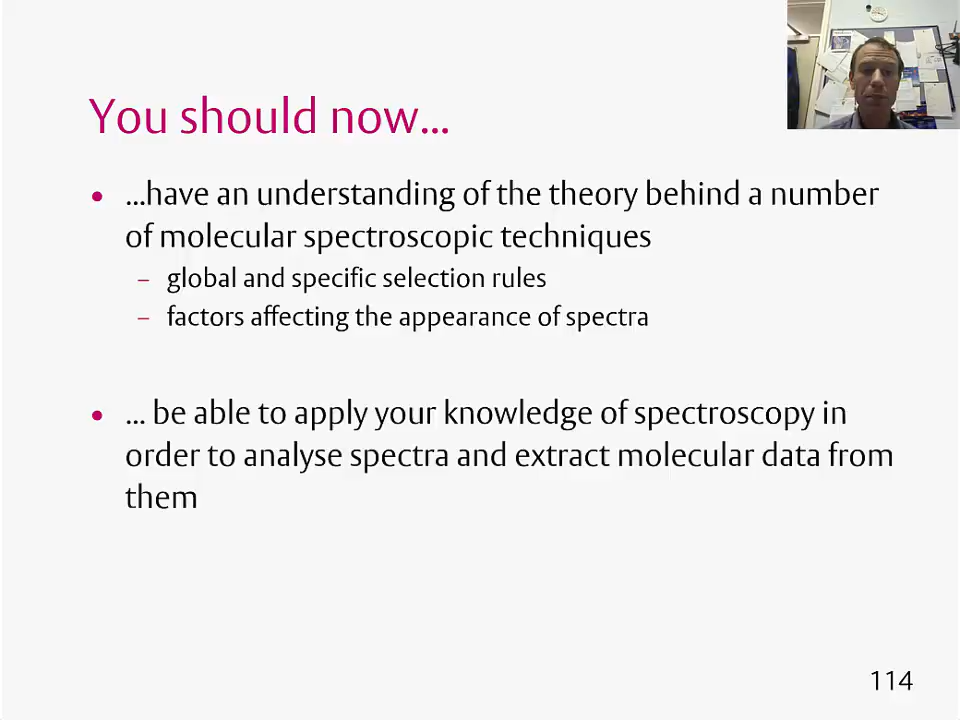 You should now...
• ...have an understanding of the theory behind a number
of molecular spectroscopic techniques
– global and specific selection rules
– factors affecting the appearance of spectra
• ... be able to apply your knowledge of spectroscopy in
order to analyse spectra and extract molecular data from
them
114